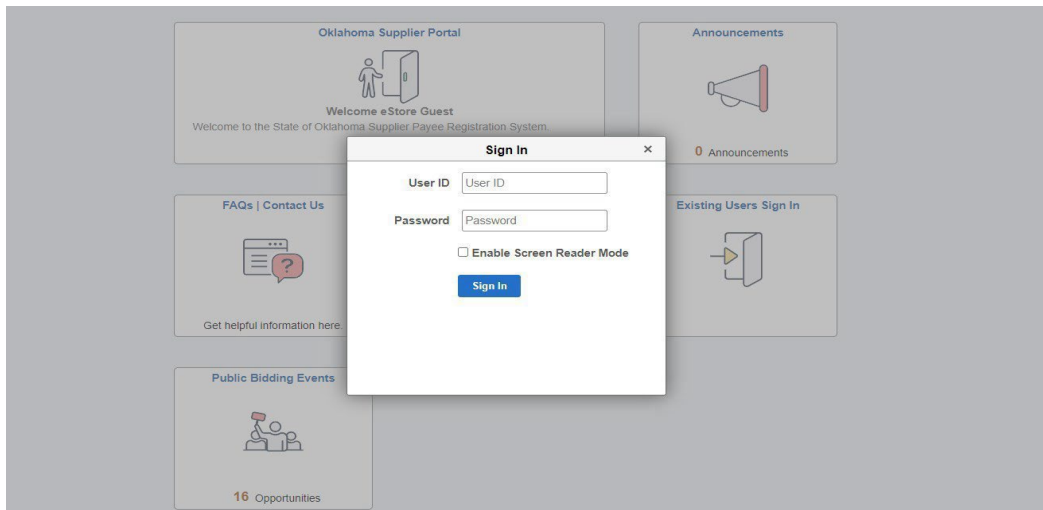 Oklahoma Supplier Portal
Welcome eStore Guest
Welcome to the State of Oklahoma Supplier Payee Registration System.
Announcements
0 Announcements
Sign In
×
User ID User ID
Password Password
Enable Screen Reader Mode
Sign In
FAQs | Contact Us
?
Get helpful information here.
Existing Users Sign In
Public Bidding Events
16 Opportunities